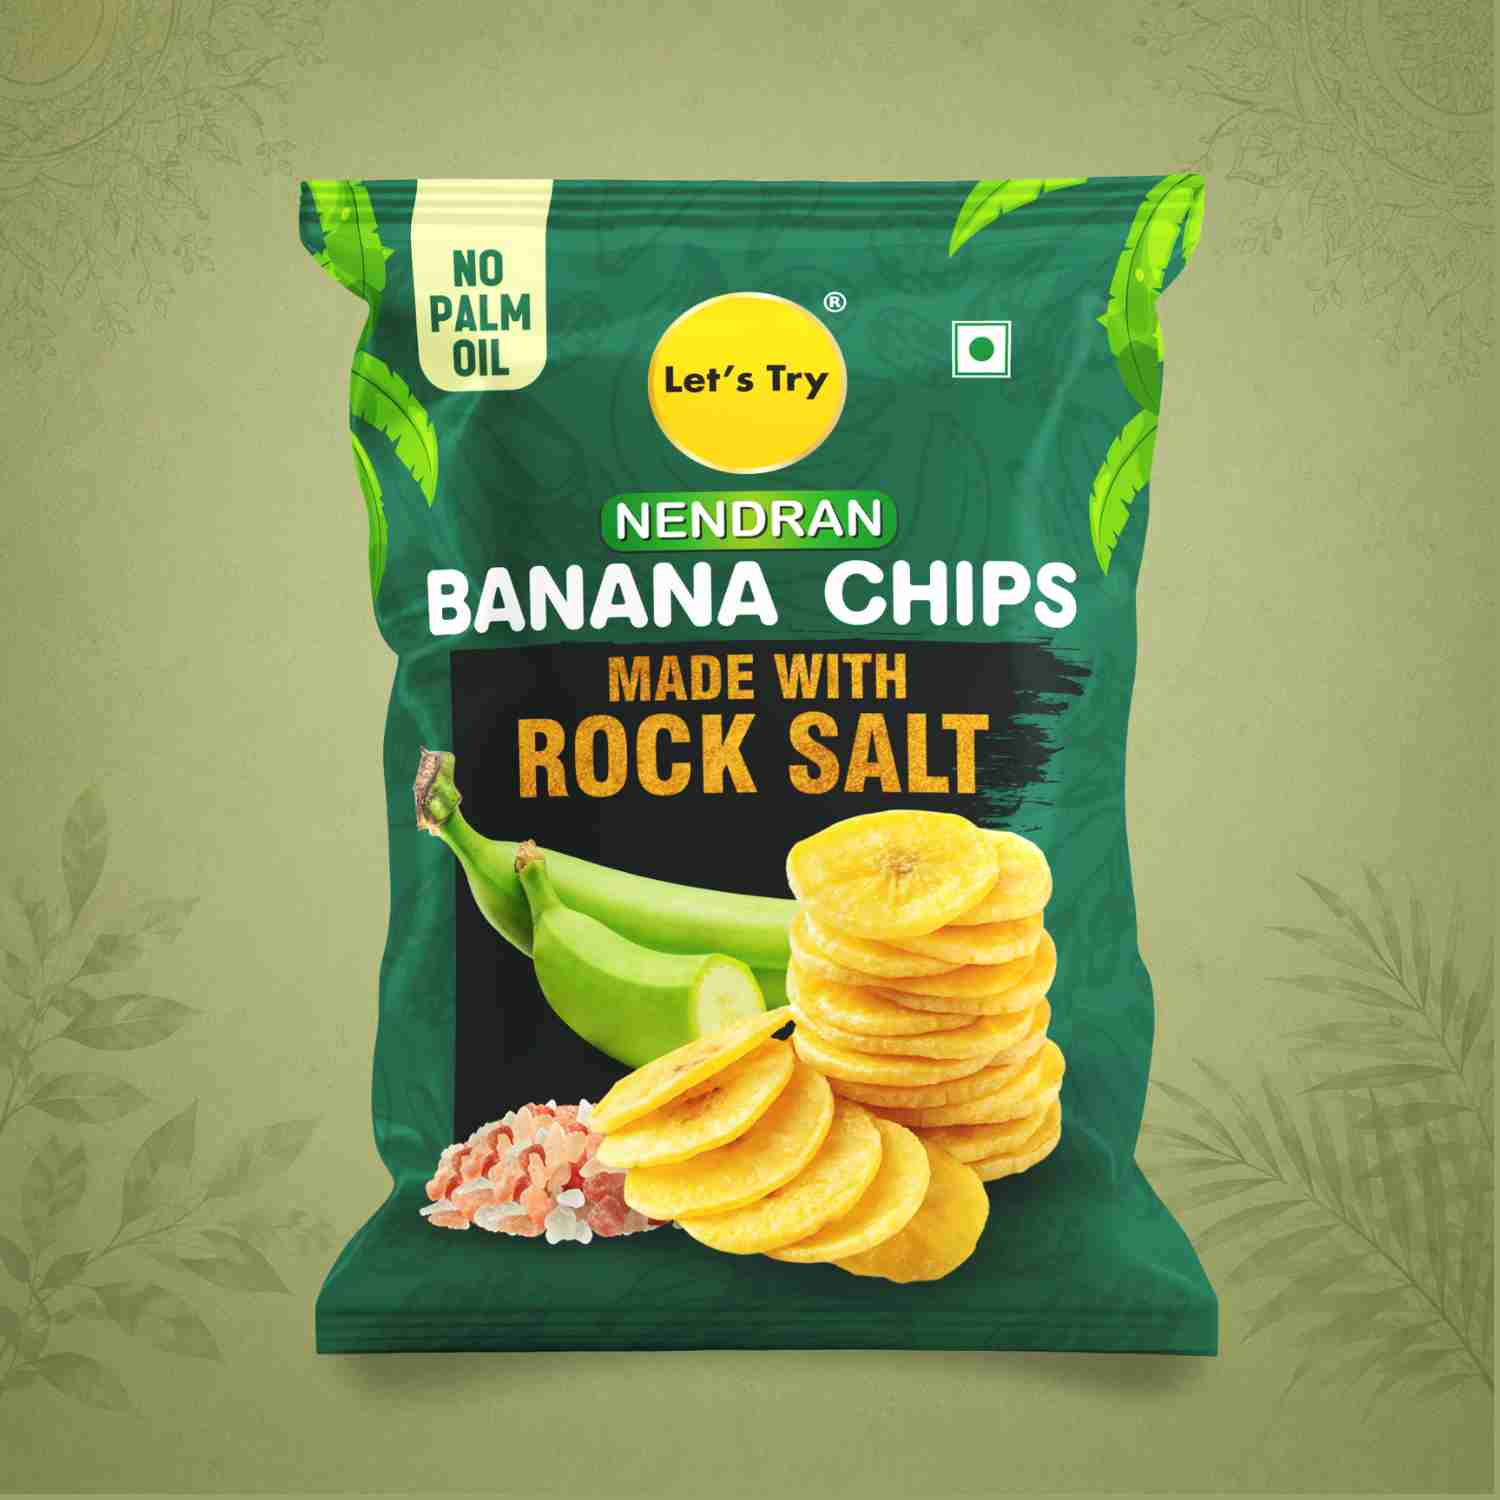 NO
PALM
OIL
Let's Try
®
NENDRAN
BANANA CHIPS
MADE WITH
ROCK SALT